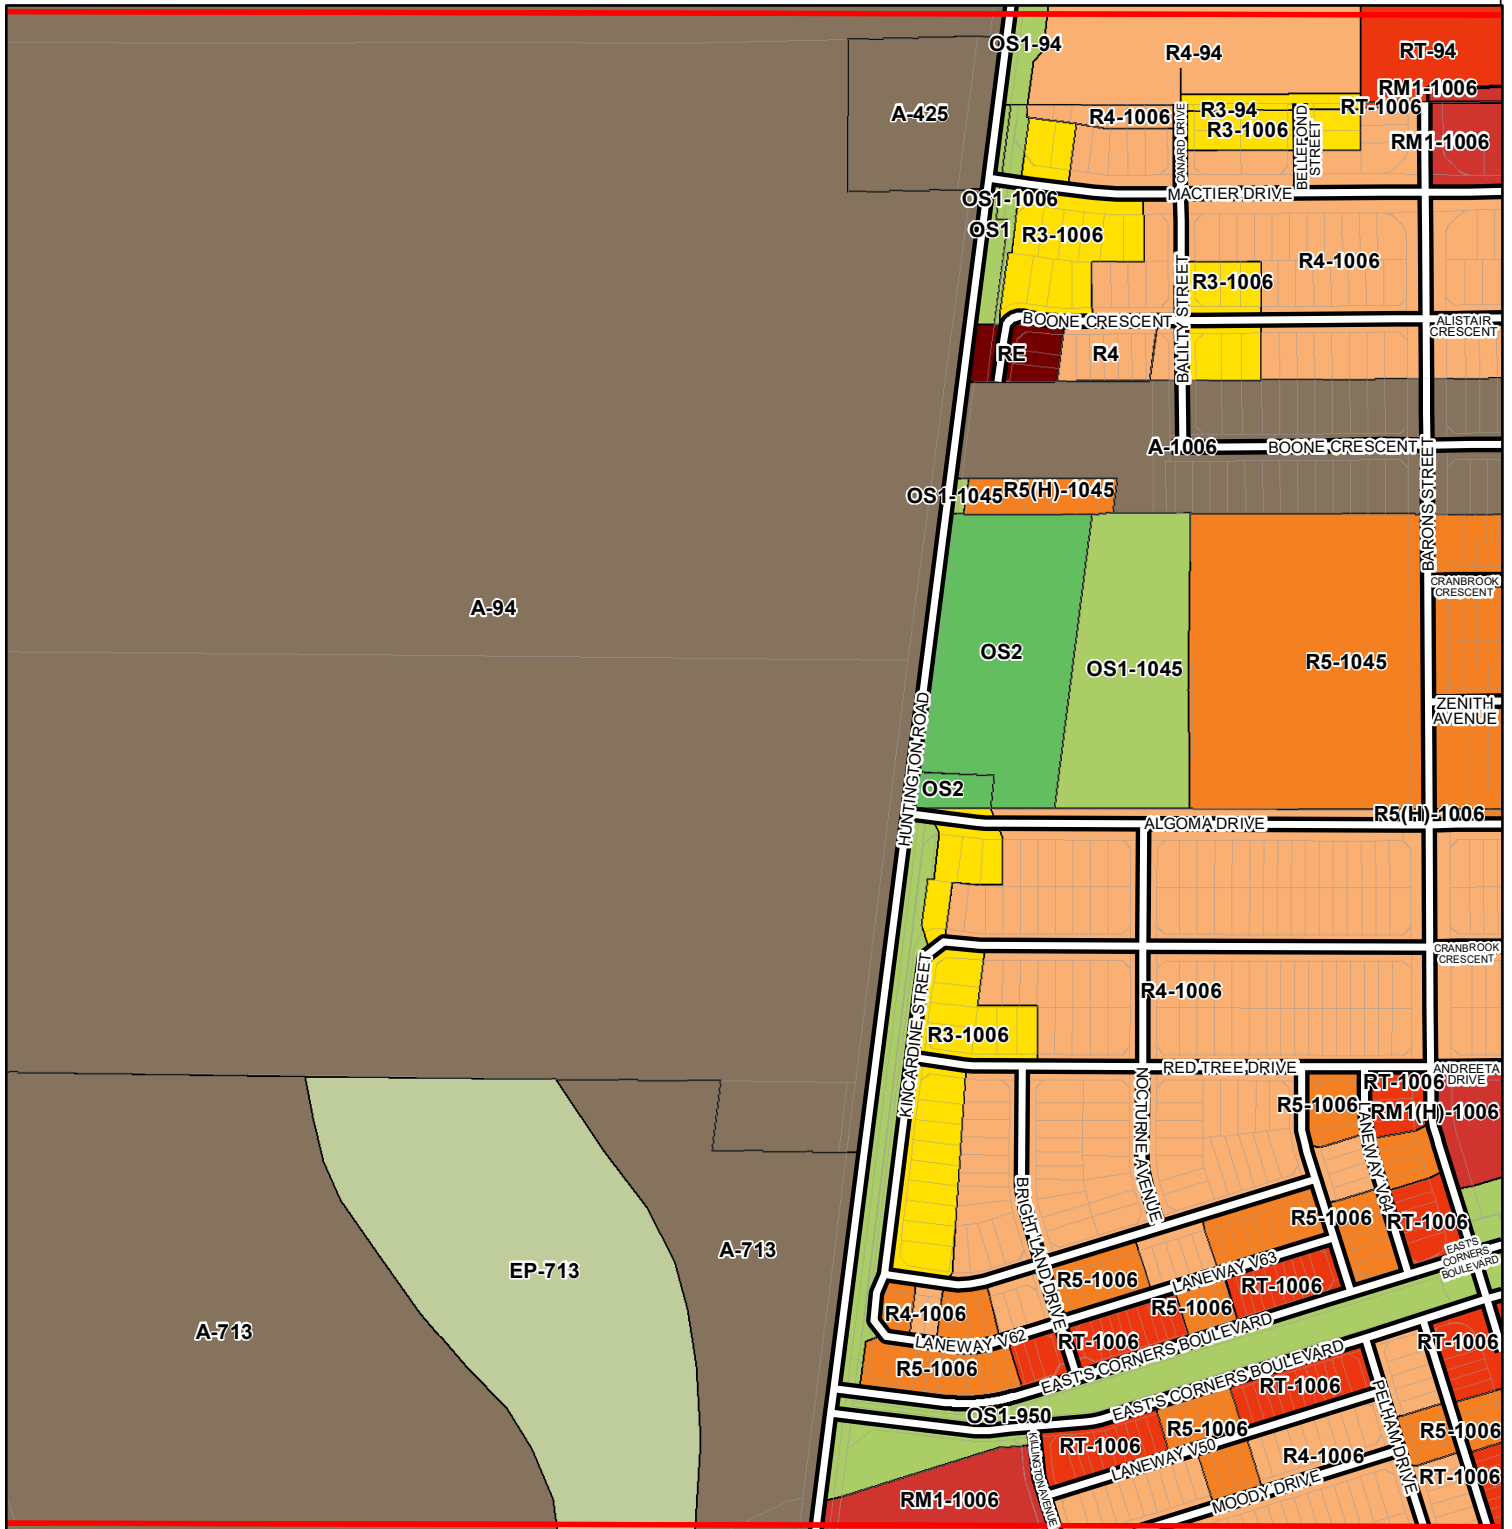 OS1-94
R4-94
RT-94
RM1-1006
A-425
R4-1006
R3-94
RT-1006
R3-1006
RM1-1006
CANARD DRIVE
BELLEFOND
STREET
MACTIER DRIVE
OS1-1006
OS1
R3-1006
R4-1006
R3-1006
BALILTY STREET
BOONE CRESCENT
ALISTAIR
CRESCENT
RE
R4
A-1006
BOONE CRESCENT
BARONS STREET
OS1-1045
R5(H)-1045
CRANBROOK
CRESCENT
A-94
OS2
OS1-1045
R5-1045
ZENITH
AVENUE
HUNTINGTON ROAD
OS2
R5(H)-1006
ALGOMA DRIVE
CRANBROOK
CRESCENT
KINCARDINE STREET
R4-1006
R3-1006
RED TREE DRIVE
ANDREETA
DRIVE
NOCTURNE AVENUE
RT-1006
R5-1006
RM1(H)-1006
LANEWAY V64
BRIGHT LAND DRIVE
R5-1006
RT-1006
A-713
EP-713
EAST'S
CORNERS
BOULEVARD
R5-1006
LANEWAY V63
RT-1006
R5-1006
R4-1006
A-713
LANEWAY V62
RT-1006
EAST'S CORNERS BOULEVARD
RT-1006
R5-1006
EAST'S CORNERS BOULEVARD
RT-1006
PELHAM DRIVE
OS1-950
R5-1006
R5-1006
RT-1006
LANEWAY V50
R4-1006
RT-1006
KILLINGTON AVENUE
MOODY DRIVE
RM1-1006